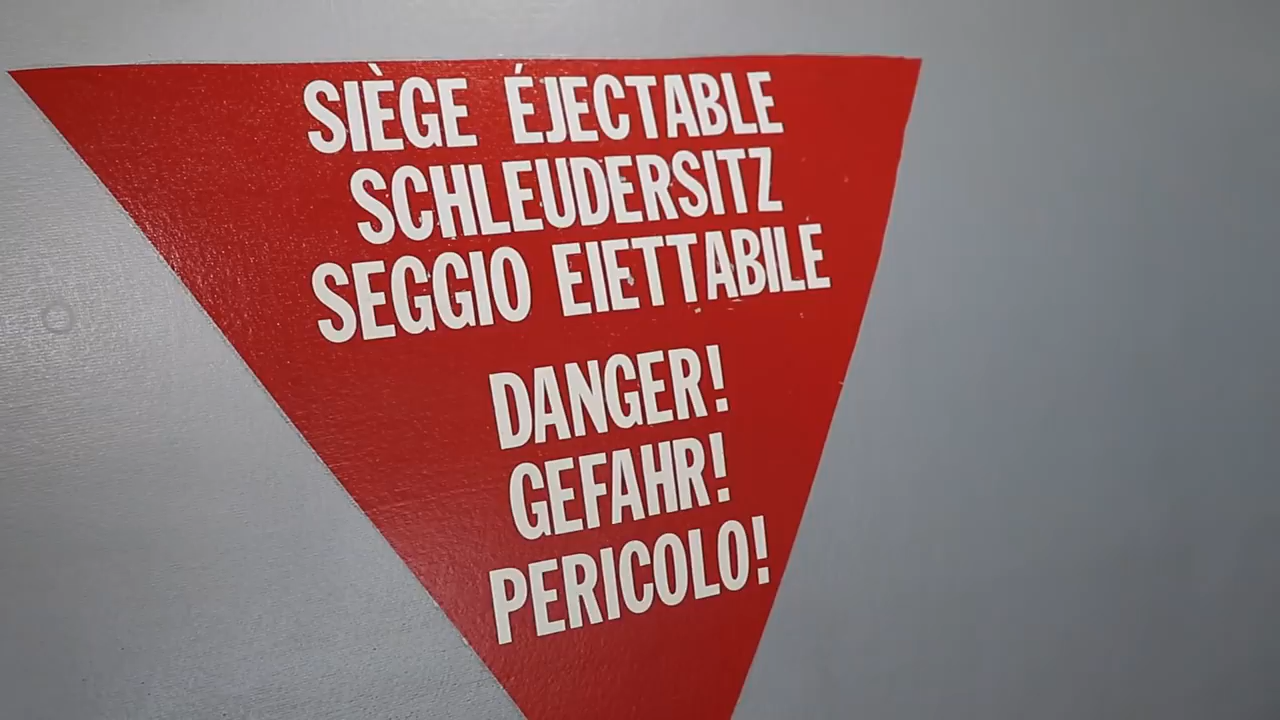 SIÈGE ÉJECTABLE
SCHLEUDERSITZ
SEGGIO EIETTABILE
DANGER!
GEFAHR!
PERICOLO!